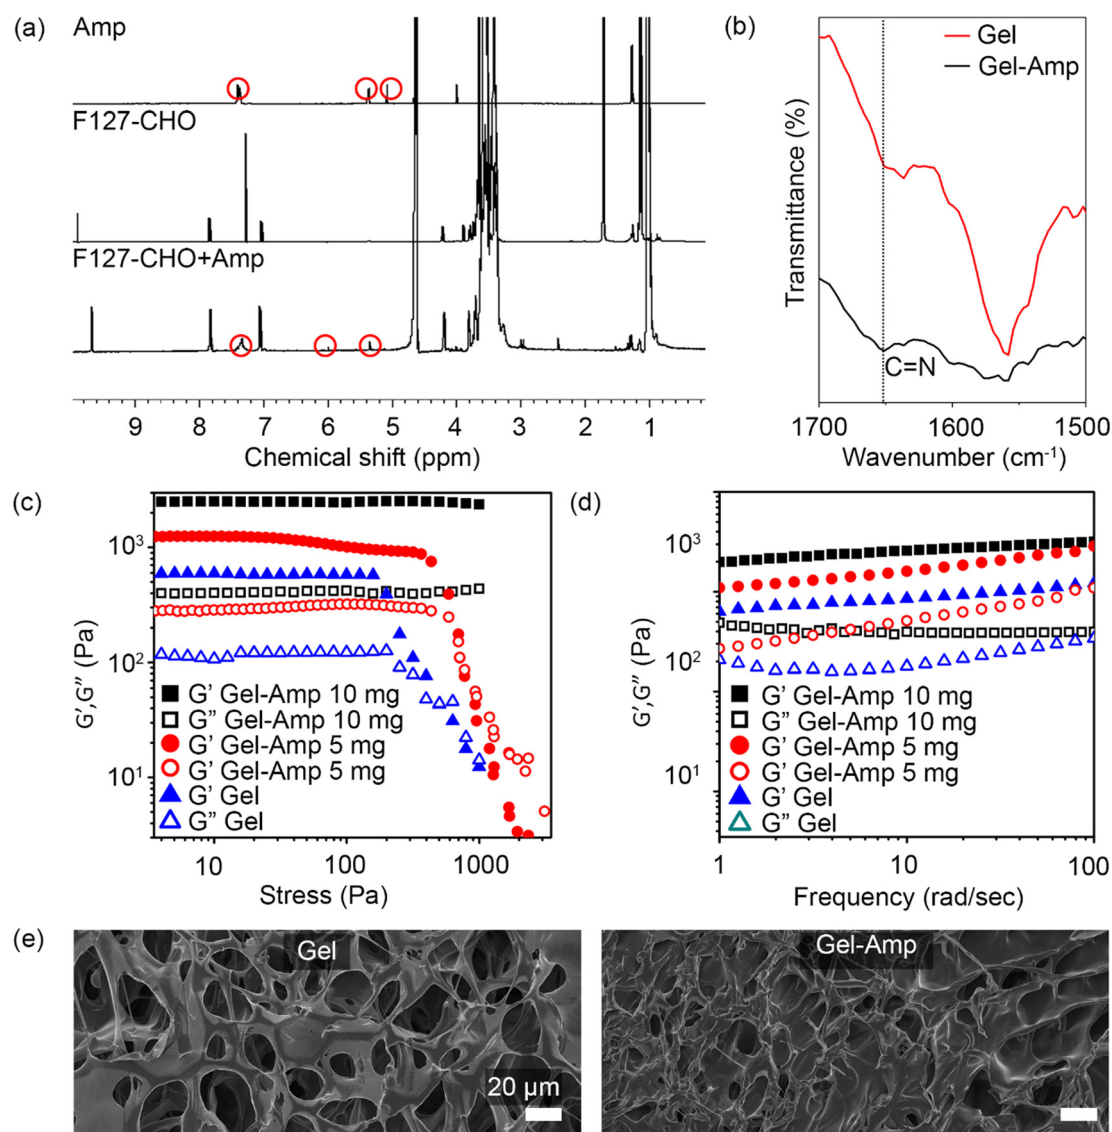 (a)
Amp
F127-CHO
F127-CHO+Amp
9 8 7 6 5 4 3 2 1
Chemical shift (ppm)
(b)
Gel
Gel-Amp
Transmittance (%)
C=N
1700 1600 1500
Wavenumber (cm⁻¹)
(c)
G′,G″ (Pa)
10³
10²
10¹
G’ Gel-Amp 10 mg
G” Gel-Amp 10 mg
G’ Gel-Amp 5 mg
G’ Gel-Amp 5 mg
G’ Gel
G” Gel
10 100 1000
Stress (Pa)
(d)
G′,G″ (Pa)
10³
10²
10¹
G’ Gel-Amp 10 mg
G” Gel-Amp 10 mg
G’ Gel-Amp 5 mg
G’ Gel-Amp 5 mg
G’ Gel
G” Gel
1 10 100
Frequency (rad/sec)
(e)
Gel
20 μm
Gel-Amp